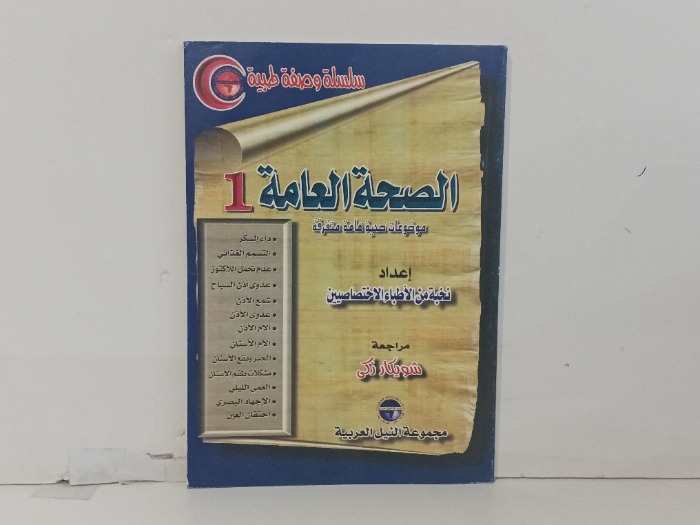 سلسلة وصفة طبية
الصحة العامة 1
موضوعات صحية هامة متفرقة
• داء السكر
• التسمم الغذائي
• عدم تحمل اللاكتوز
• عدوى أذن السباح
• شمع الأذن
• عدوى الأذن
• آلام الأذن
• آلام الأسنان
• الجير وبقع الأسنان
• مشكلات طقم الأسنان
• العمى الليلي
• الإجهاد البصري
• احتقان العين
إعداد
نخبة من الأطباء الاختصاصيين
مراجعة
شويكار زكى
مجموعة النيل العربية